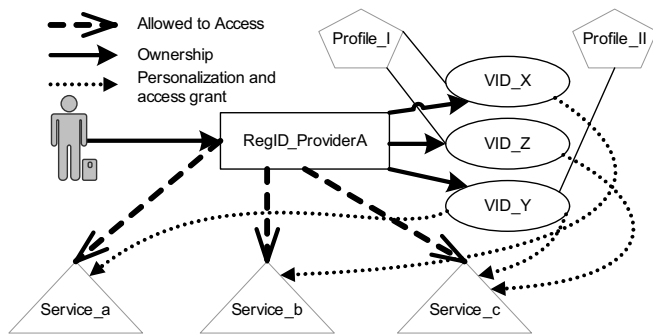 Allowed to Access
Ownership
Personalization and
access grant
Profile_I
Profile_II
VID_X
RegID_ProviderA
VID_Z
VID_Y
Service_a
Service_b
Service_c